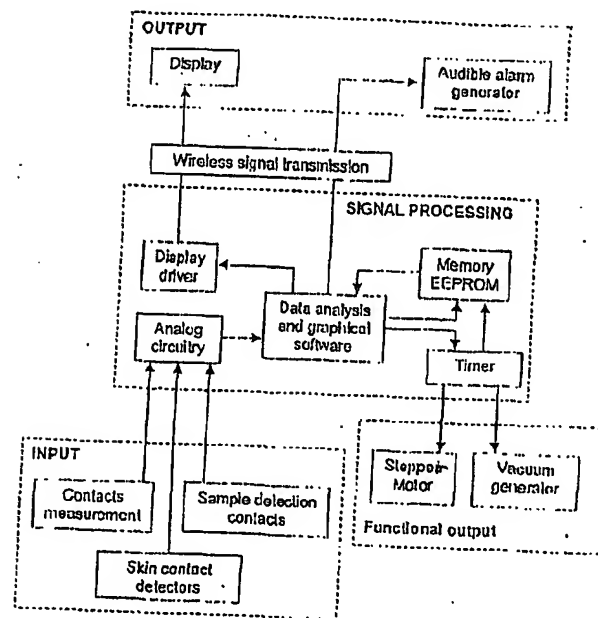 OUTPUT
Display
Audible alarm
generator
Wireless signal transmission
SIGNAL PROCESSING
Display
driver
Memory
EEPROM
Data analysis
and graphical
software
Analog
circuitry
Timer
INPUT
Contacts
measurement
Sample detection
contacts
Skin contact
detectors
Stepper
Motor
Vacuum
generator
Functional output